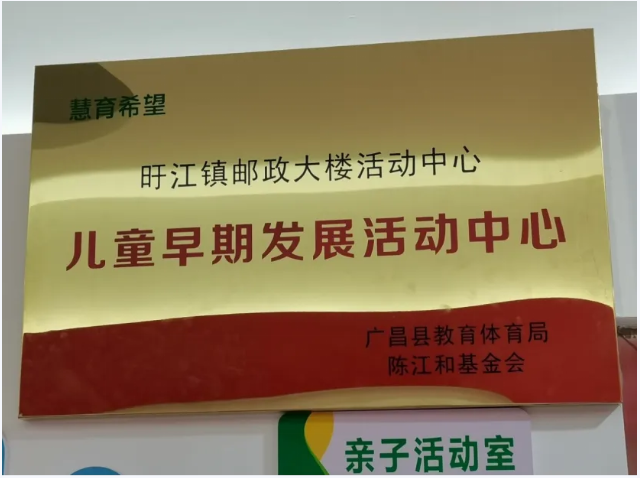 慧育希望
旴江镇邮政大楼活动中心
儿童早期发展活动中心
广昌县教育体育局
陈江和基金会
亲子活动室